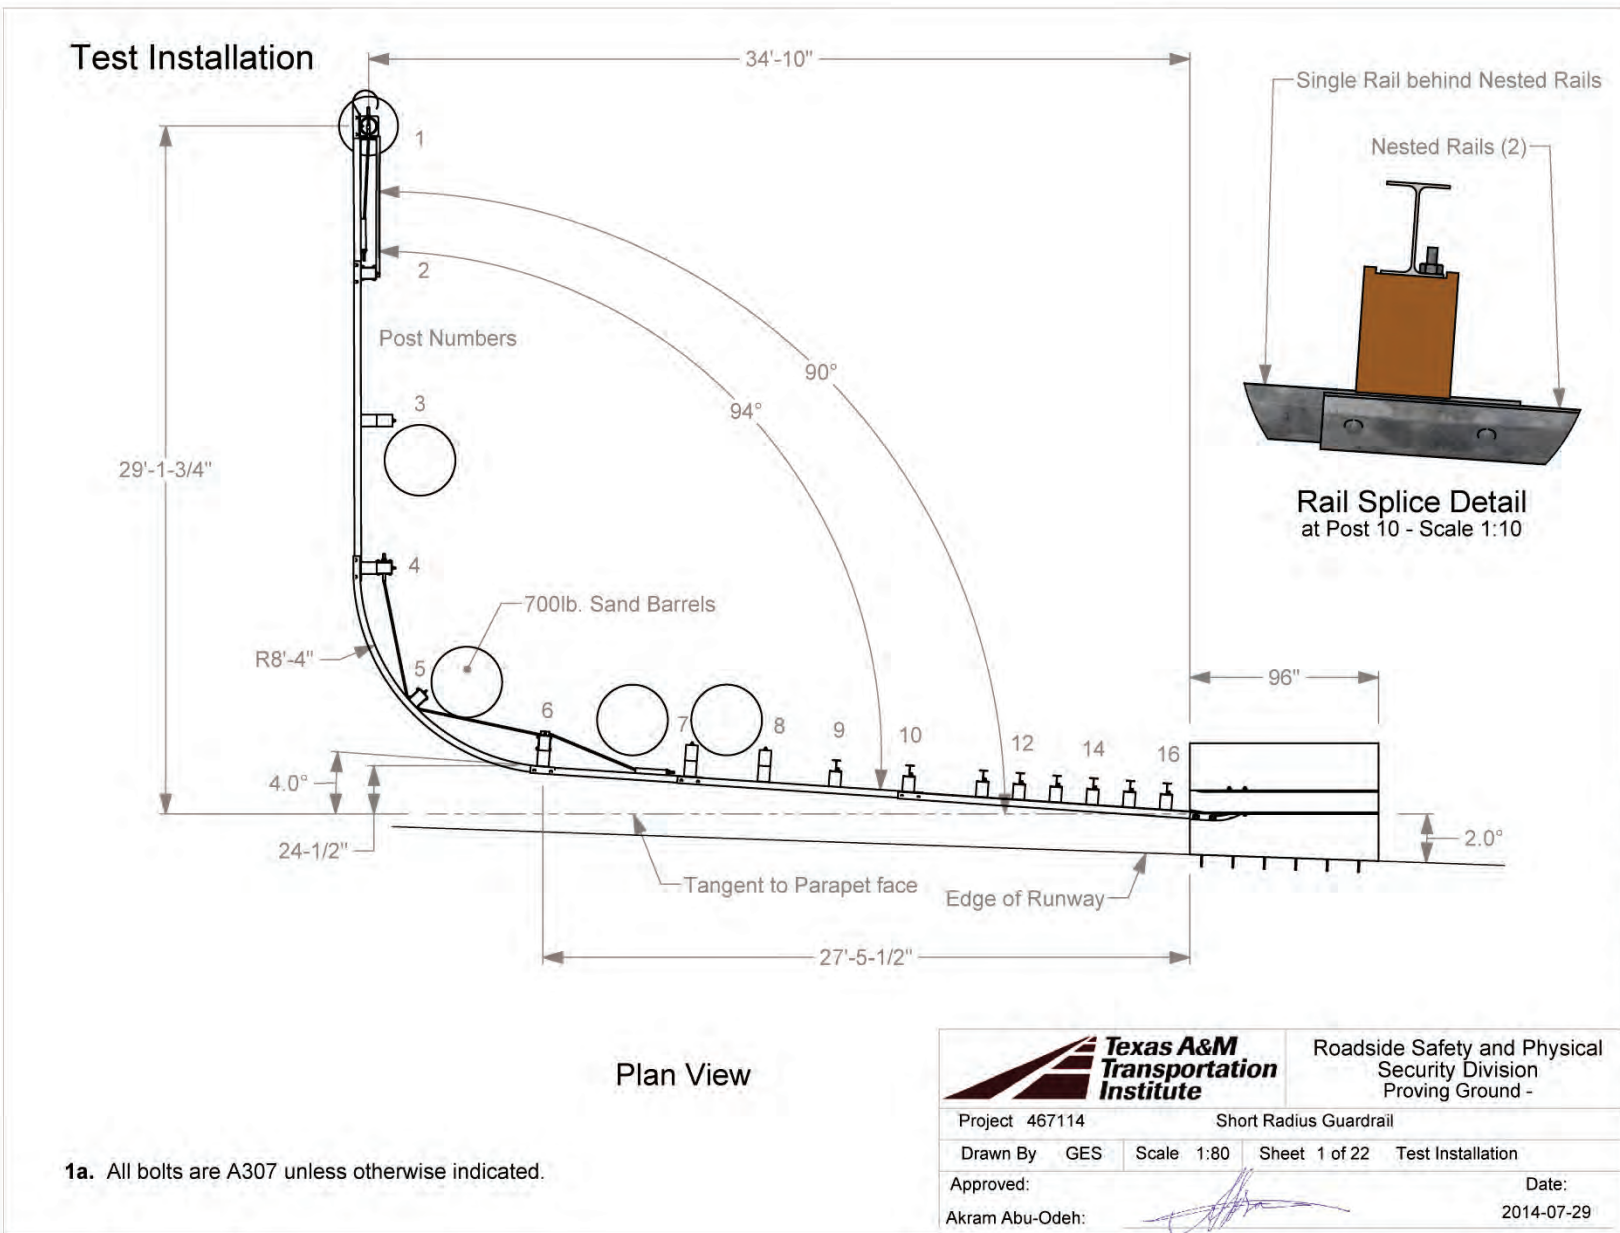 Test Installation
34'-10"
Single Rail behind Nested Rails
Nested Rails (2)
1
2
Post Numbers
90°
94°
3
29'-1-3/4"
Rail Splice Detail
at Post 10 - Scale 1:10
4
700lb. Sand Barrels
R8'-4"
5
96"
6
7
8
9
10
12
14
16
4.0°
2.0°
24-1/2"
Tangent to Parapet face
Edge of Runway
27'-5-1/2"
Plan View
Texas A&M
Transportation
Institute
Roadside Safety and Physical
Security Division
Proving Ground -
Project 467114 Short Radius Guardrail
Drawn By GES Scale 1:80 Sheet 1 of 22 Test Installation
1a. All bolts are A307 unless otherwise indicated.
Approved:
Akram Abu-Odeh:
Date:
2014-07-29